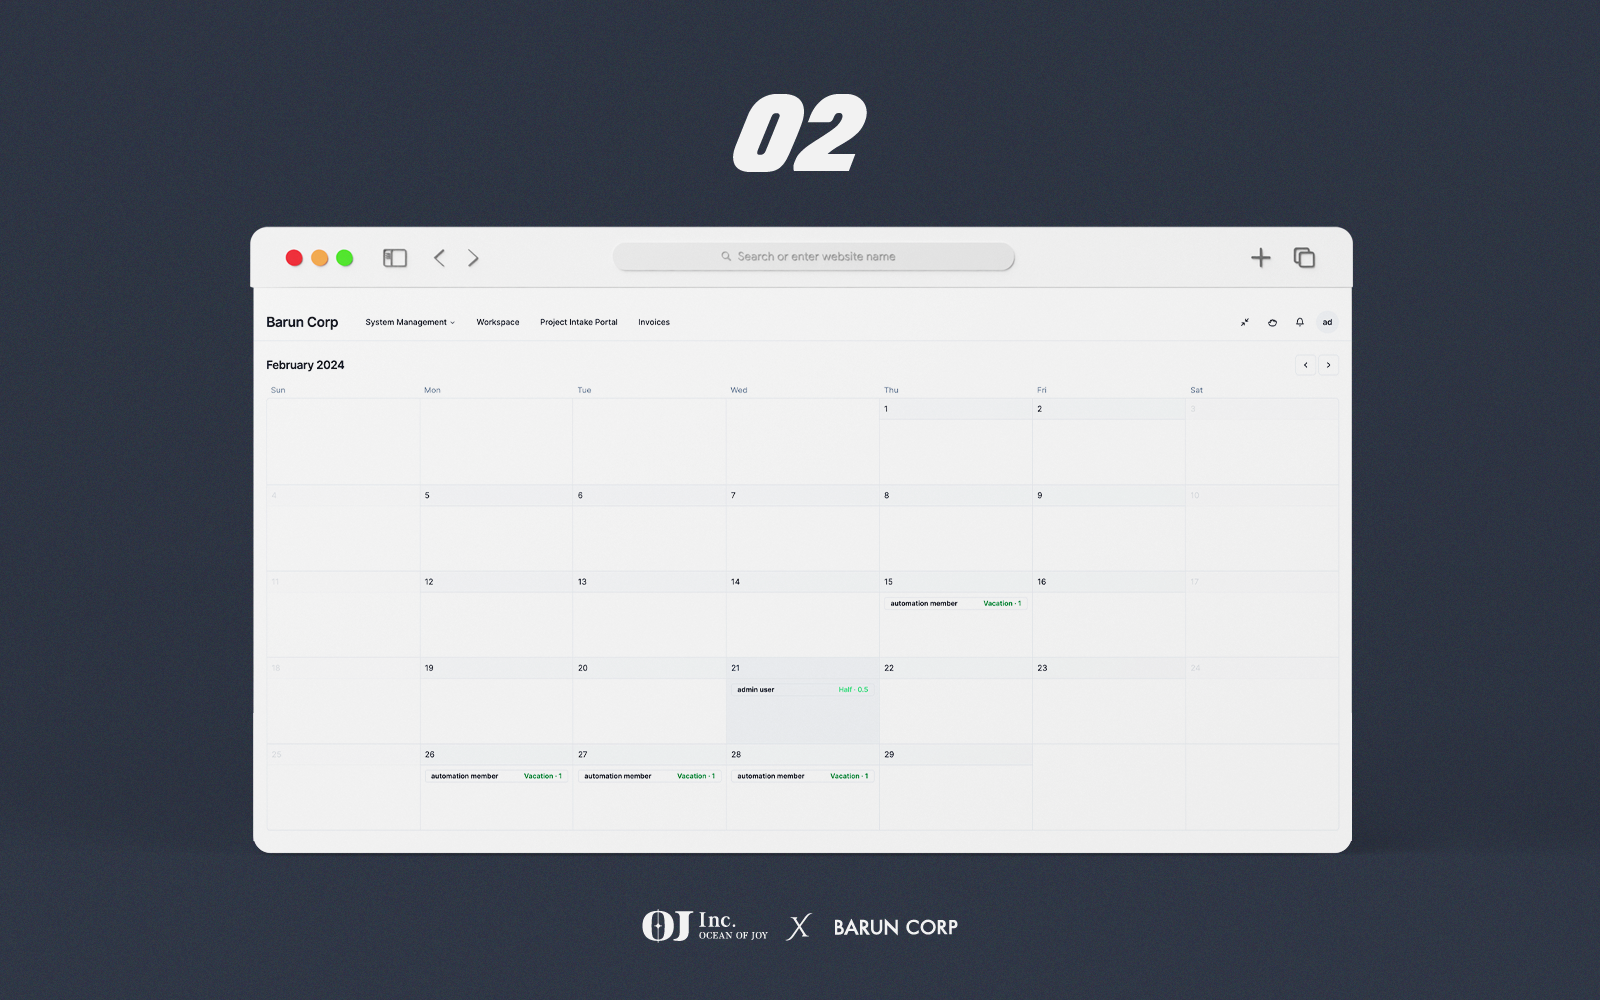 02
Search or enter website name
Barun Corp System Management Workspace Project Intake Portal Invoices ad
February 2024
Sun Mon Tue Wed Thu Fri Sat
1 2 3
4 5 6 7 8 9 10
11 12 13 14 15 16 17
automation member Vacation · 1
18 19 20 21 22 23 24
admin user Half · 0.5
25 26 27 28 29
automation member Vacation · 1 automation member Vacation · 1 automation member Vacation · 1
OJ Inc. X BARUN CORP
OCEAN OF JOY